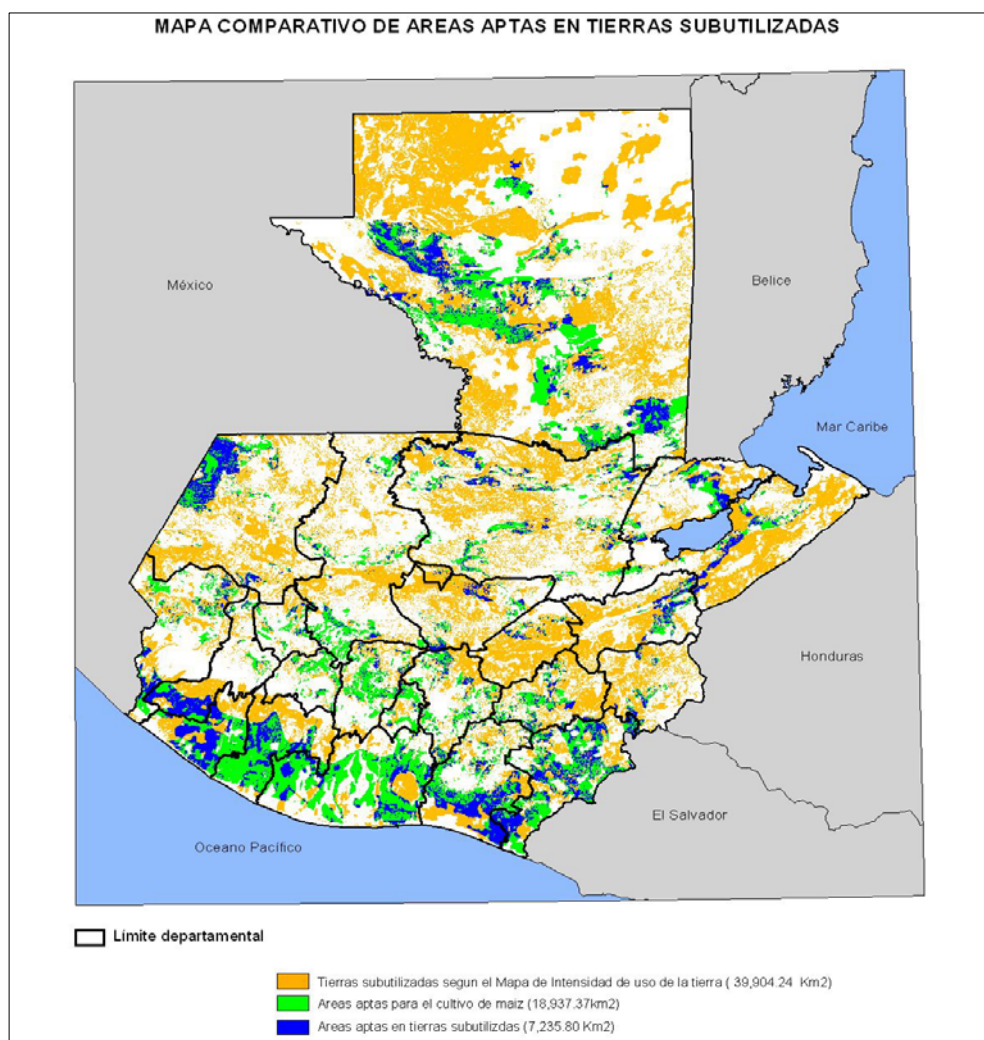 MAPA COMPARATIVO DE AREAS APTAS EN TIERRAS SUBUTILIZADAS
México
Belice
Mar Caribe
Honduras
El Salvador
Oceano Pacífico
Límite departamental
Tierras subutilizadas segun el Mapa de Intensidad de uso de la tierra ( 39,904.24 Km2)
Areas aptas para el cultivo de maiz (18,937.37km2)
Areas aptas en tierras subutilizdas (7,235.80 Km2)